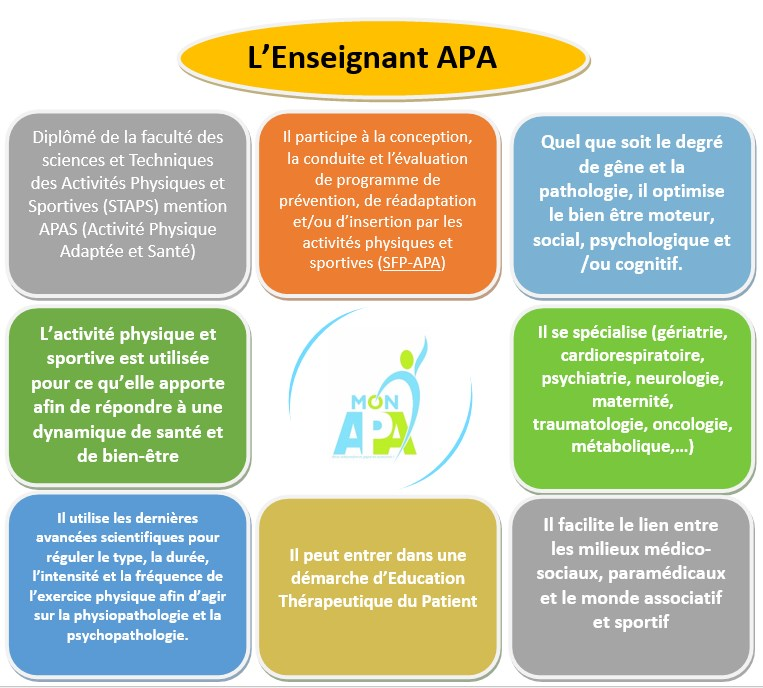 L'Enseignant APA
Diplômé de la faculté des
sciences et Techniques
des Activités Physiques et
Sportives (STAPS) mention
APAS (Activité Physique
Adaptée et Santé)
Il participe à la conception,
la conduite et l'évaluation
de programme de
prévention, de réadaptation
et/ou d'insertion par les
activités physiques et
sportives (SFP-APA)
Quel que soit le degré
de gêne et la
pathologie, il optimise
le bien être moteur,
social, psychologique et
/ou cognitif.
L'activité physique et
sportive est utilisée
pour ce qu'elle apporte
afin de répondre à une
dynamique de santé et
de bien-être
MON
APA
Il se spécialise (gériatrie,
cardiorespiratoire,
psychiatrie, neurologie,
maternité,
traumatologie, oncologie,
métabolique,...)
Il utilise les dernières
avancées scientifiques pour
réguler le type, la durée,
l'intensité et la fréquence de
l'exercice physique afin d'agir
sur la physiopathologie et la
psychopathologie.
Il peut entrer dans une
démarche d'Education
Thérapeutique du Patient
Il facilite le lien entre
les milieux médico-
sociaux, paramédicaux
et le monde associatif
et sportif